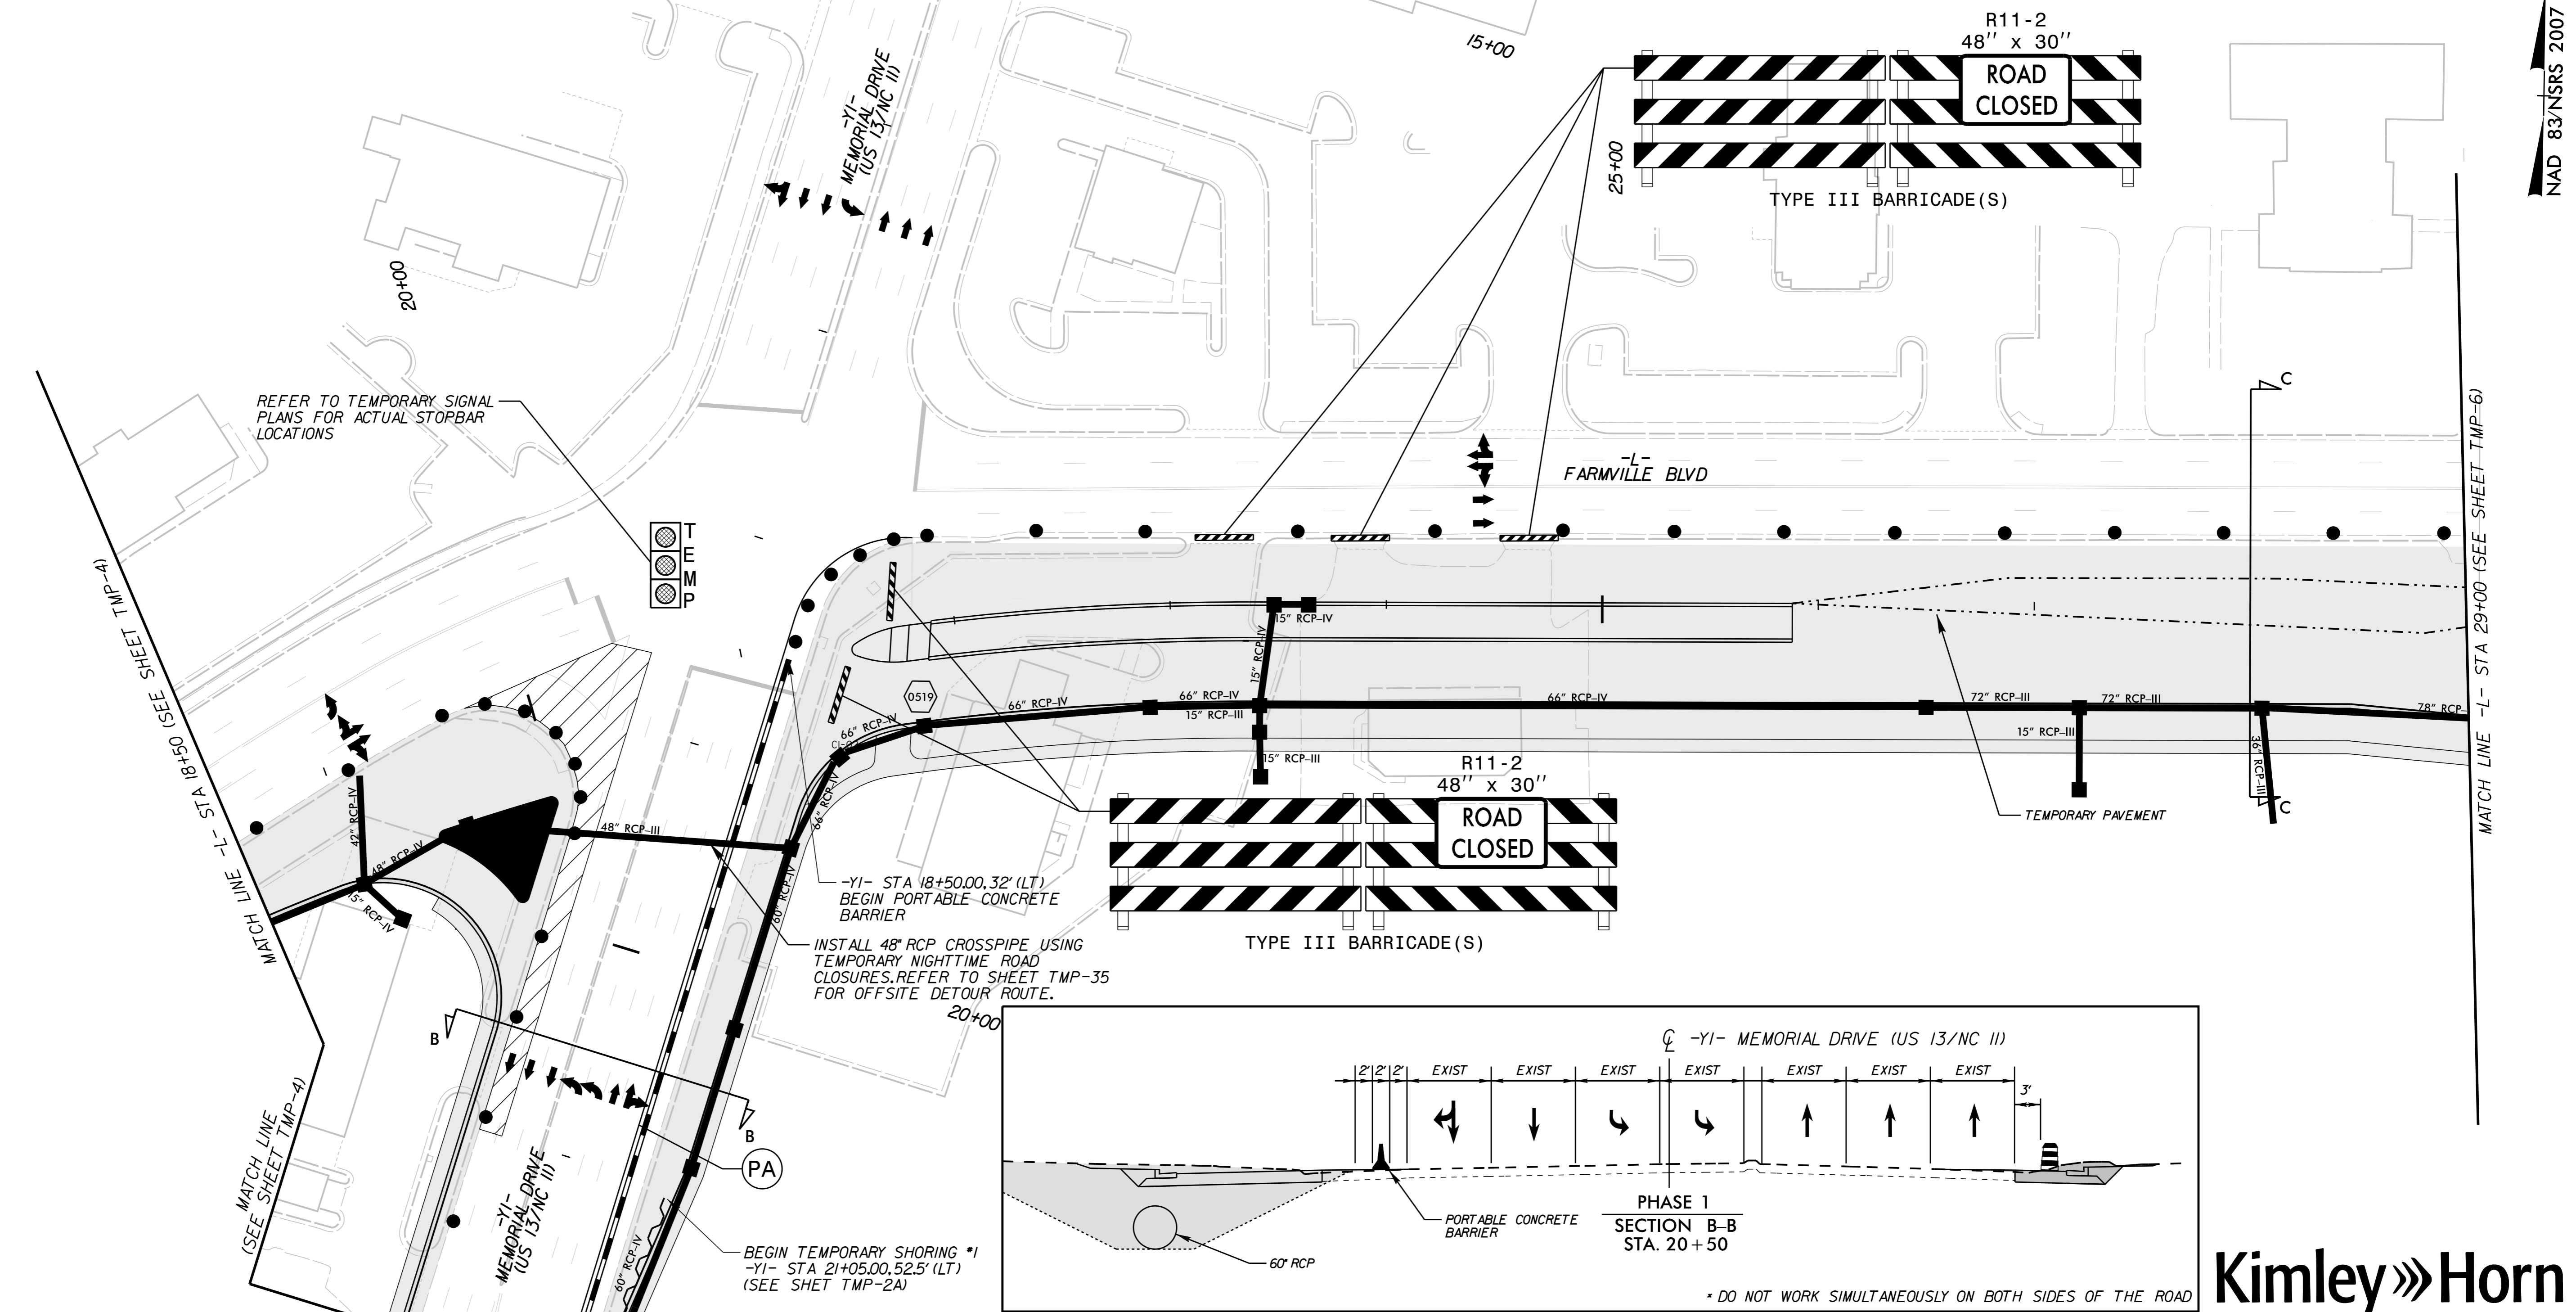 R11-2
48'' x 30''
ROAD
CLOSED
TYPE III BARRICADE(S)
NAD 83/NSRS 2007
15+00
25+00
-Y1-
MEMORIAL DRIVE
(US 13/NC 11)
20+00
REFER TO TEMPORARY SIGNAL
PLANS FOR ACTUAL STOPBAR
LOCATIONS
T
E
M
P
-L-
FARMVILLE BLVD
C
MATCH LINE -L- STA 29+00 (SEE SHEET TMP-6)
MATCH LINE -L- STA 18+50 (SEE SHEET TMP-4)
15" RCP-IV
15" RCP-IV
0519
66" RCP-IV
66" RCP-IV
66" RCP-IV
15" RCP-III
66" RCP-IV
72" RCP-III
72" RCP-III
78" RCP-
15" RCP-III
36" RCP-III
C
15" RCP-III
TEMPORARY PAVEMENT
R11-2
48'' x 30''
ROAD
CLOSED
TYPE III BARRICADE(S)
66" RCP-IV
42" RCP-IV
48" RCP-IV
15" RCP-IV
48" RCP-III
60" RCP-IV
-Y1- STA 18+50.00,32' (LT)
BEGIN PORTABLE CONCRETE
BARRIER
INSTALL 48" RCP CROSSPIPE USING
TEMPORARY NIGHTTIME ROAD
CLOSURES.REFER TO SHEET TMP-35
FOR OFFSITE DETOUR ROUTE.
20+00
B
B
PA
MATCH LINE
(SEE SHEET TMP-4)
-Y1-
MEMORIAL DRIVE
(US 13/NC 11)
60" RCP-IV
BEGIN TEMPORARY SHORING *1
-Y1- STA 21+05.00,52.5' (LT)
(SEE SHET TMP-2A)
℄ -Y1- MEMORIAL DRIVE (US 13/NC 11)
2' 2' 2' EXIST EXIST EXIST EXIST EXIST EXIST EXIST
3'
PORTABLE CONCRETE
BARRIER
60" RCP
PHASE 1
SECTION B-B
STA. 20+50
* DO NOT WORK SIMULTANEOUSLY ON BOTH SIDES OF THE ROAD
Kimley»Horn